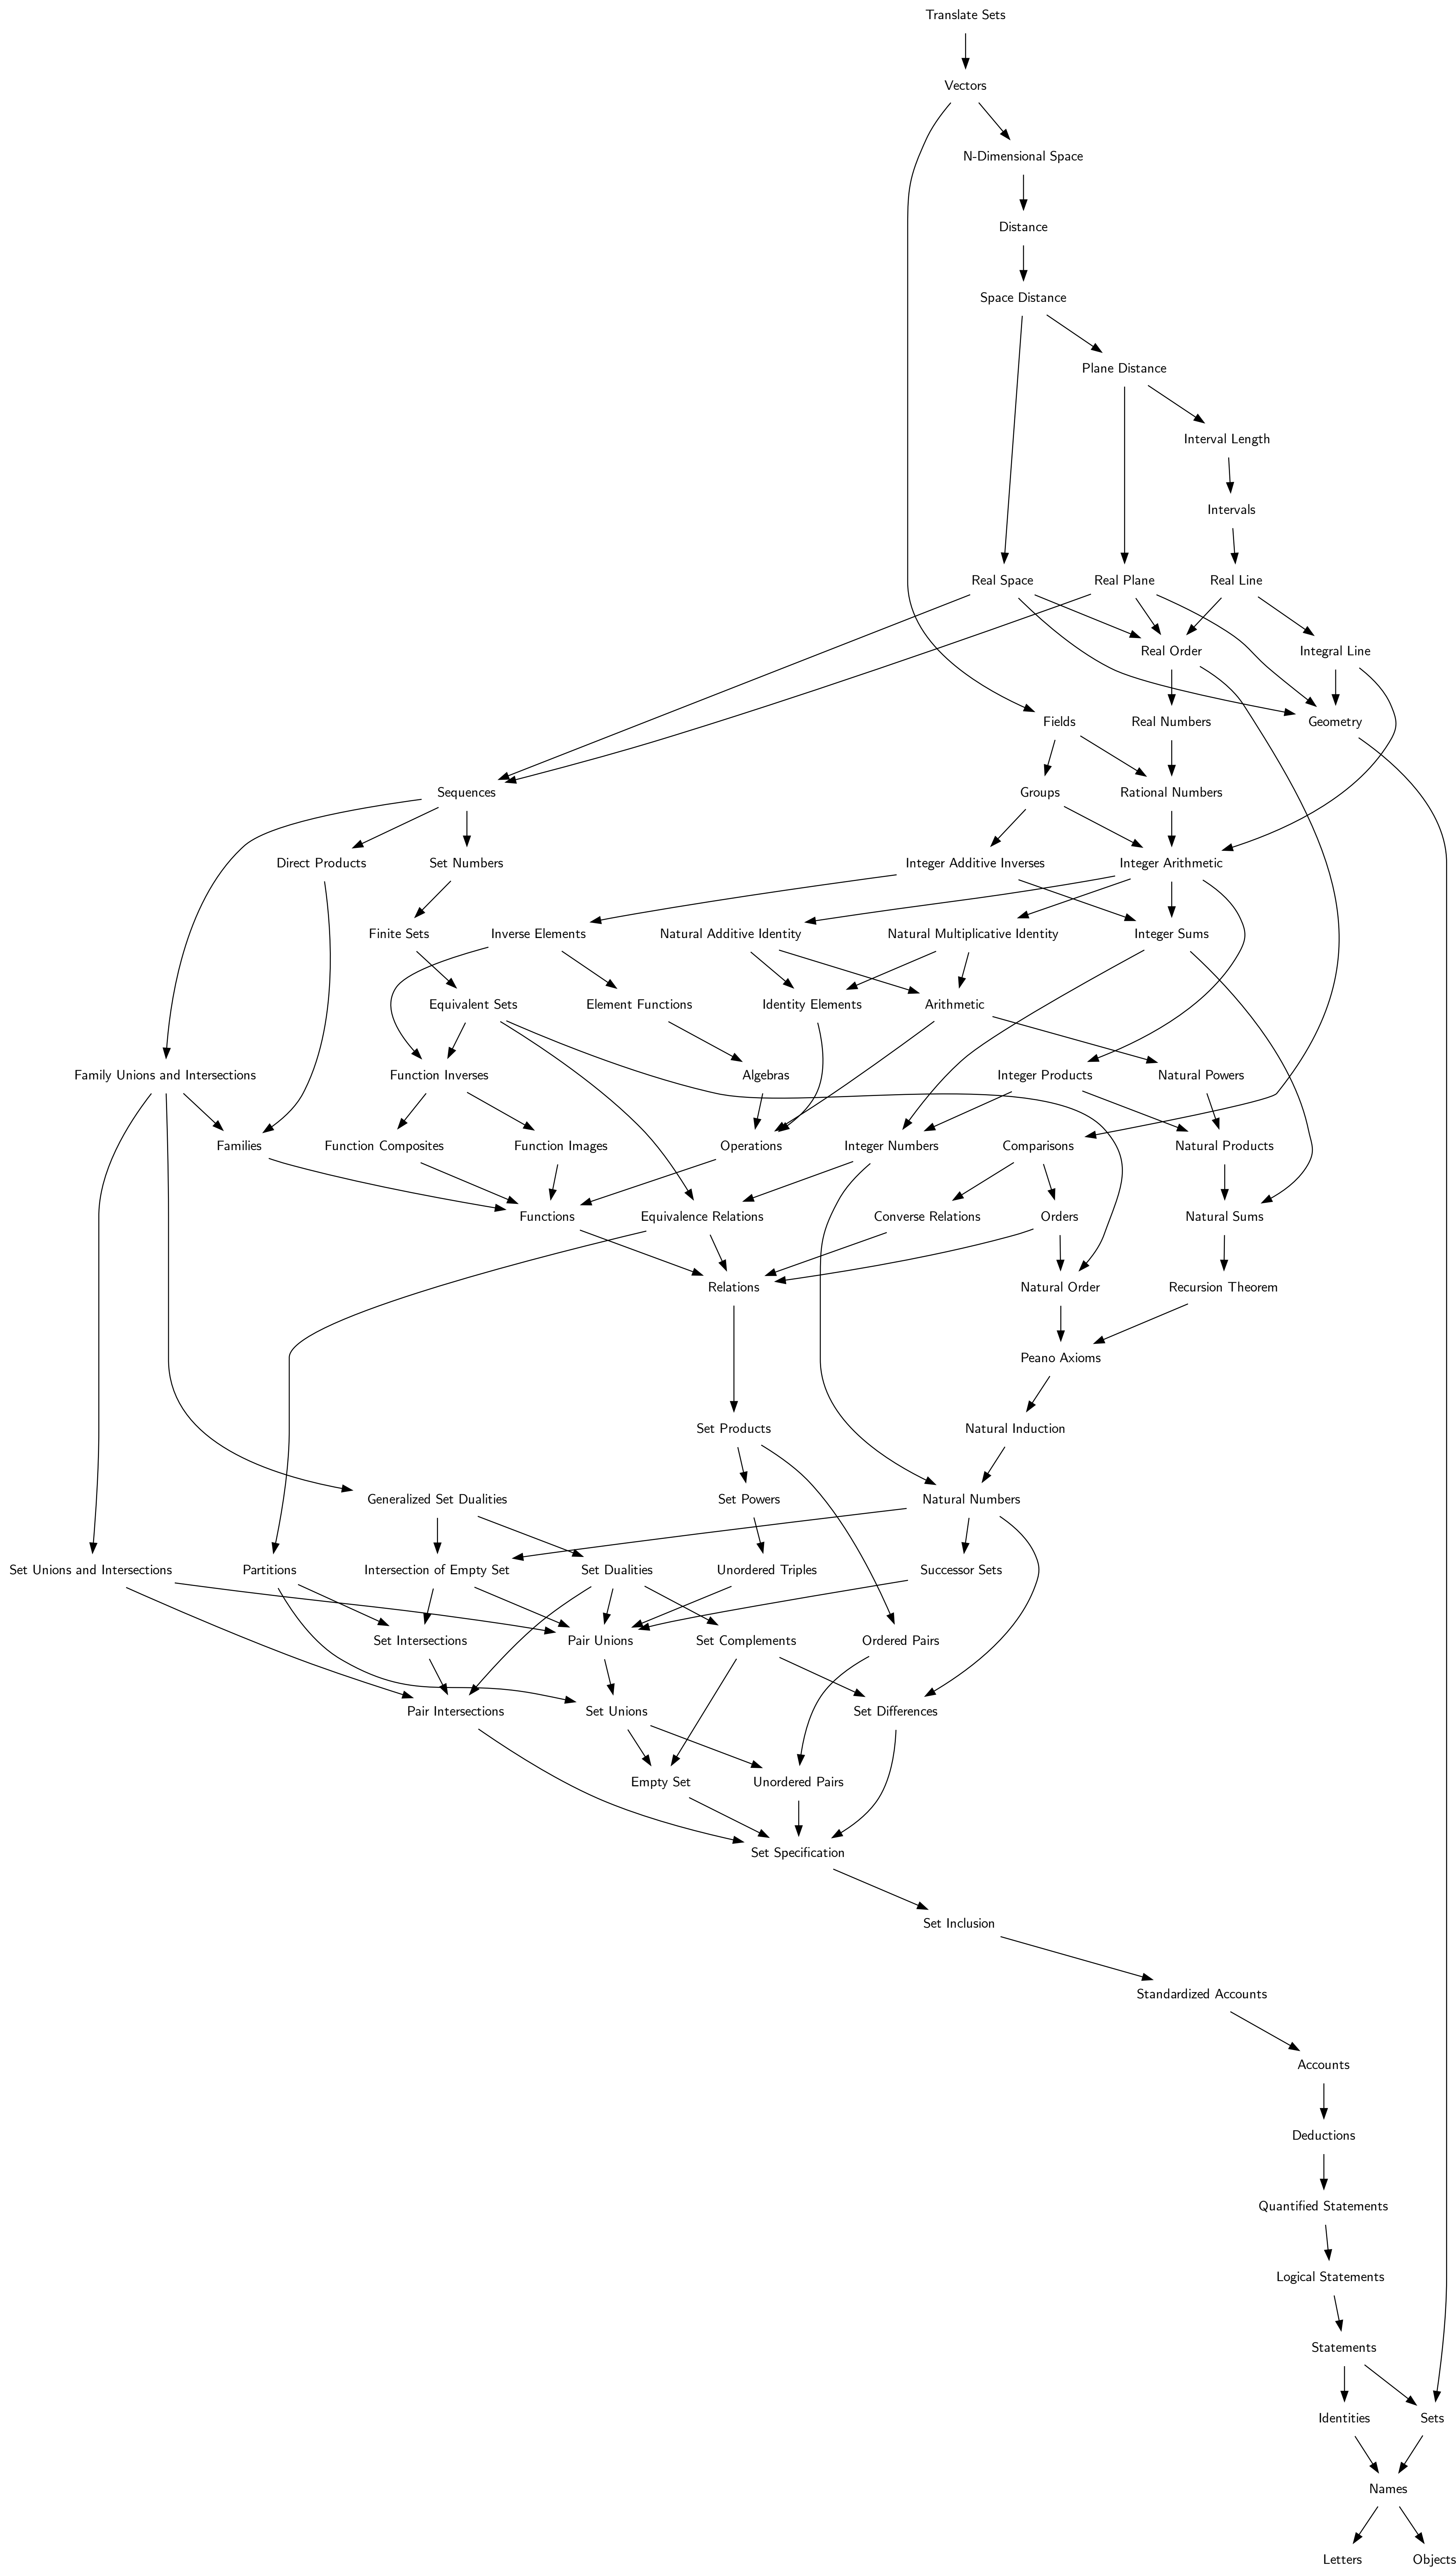 Translate Sets
Vectors
N-Dimensional Space
Distance
Space Distance
Plane Distance
Interval Length
Intervals
Real Space
Real Plane
Real Line
Real Order
Integral Line
Fields
Real Numbers
Geometry
Sequences
Groups
Rational Numbers
Direct Products
Set Numbers
Integer Additive Inverses
Integer Arithmetic
Finite Sets
Inverse Elements
Natural Additive Identity
Natural Multiplicative Identity
Integer Sums
Equivalent Sets
Element Functions
Identity Elements
Arithmetic
Family Unions and Intersections
Function Inverses
Algebras
Integer Products
Natural Powers
Families
Function Composites
Function Images
Operations
Integer Numbers
Comparisons
Natural Products
Functions
Equivalence Relations
Converse Relations
Orders
Natural Sums
Relations
Natural Order
Recursion Theorem
Peano Axioms
Set Products
Natural Induction
Generalized Set Dualities
Set Powers
Natural Numbers
Set Unions and Intersections
Partitions
Intersection of Empty Set
Set Dualities
Unordered Triples
Successor Sets
Set Intersections
Pair Unions
Set Complements
Ordered Pairs
Pair Intersections
Set Unions
Set Differences
Empty Set
Unordered Pairs
Set Specification
Set Inclusion
Standardized Accounts
Accounts
Deductions
Quantified Statements
Logical Statements
Statements
Identities
Sets
Names
Letters
Objects